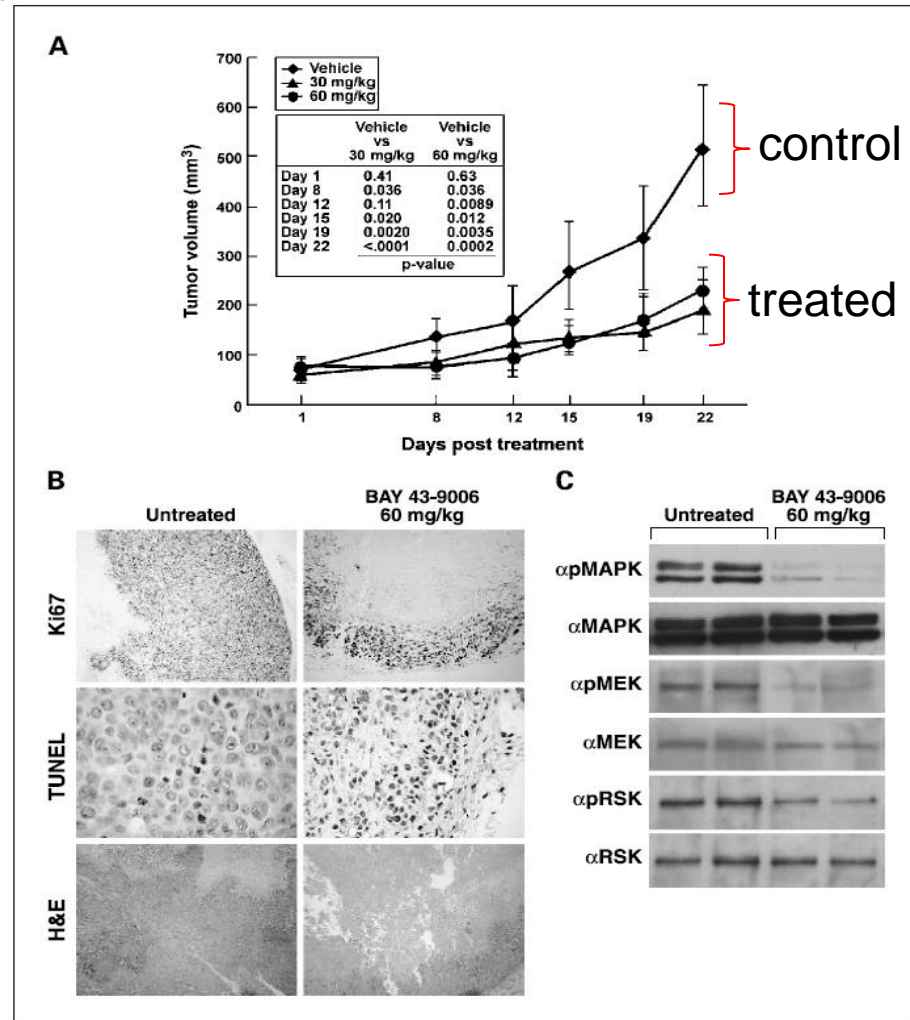 A
700
600
500
400
300
200
100
0
Tumor volume (mm³)
Vehicle
30 mg/kg
60 mg/kg
Vehicle Vehicle
vs vs
30 mg/kg 60 mg/kg
Day 1 0.41 0.63
Day 8 0.036 0.036
Day 12 0.11 0.0089
Day 15 0.020 0.012
Day 19 0.0020 0.0035
Day 22 <.0001 0.0002
p-value
control
treated
1 8 12 15 19 22
Days post treatment
B
Untreated
BAY 43-9006
60 mg/kg
Ki67
TUNEL
H&E
C
Untreated
BAY 43-9006
60 mg/kg
αpMAPK
αMAPK
αpMEK
αMEK
αpRSK
αRSK